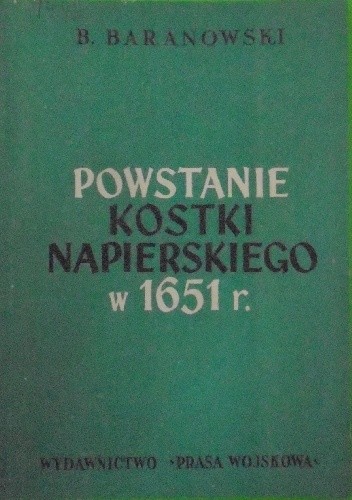 B. BARANOWSKI
POWSTANIE
KOSTKI
NAPIERSKIEGO
w 1651 r.
WYDAWNICTWO »PRASA WOJSKOWA«